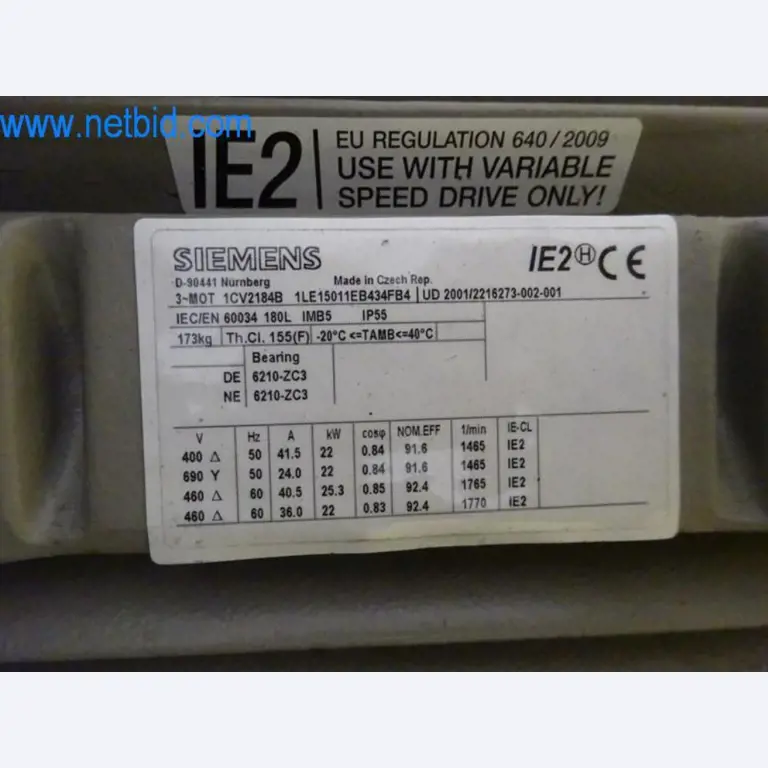 www.netbid.com
IE2
EU REGULATION 640/2009
USE WITH VARIABLE
SPEED DRIVE ONLY!
SIEMENS IE2 H CE
D-90441 Nürnberg Made in Czech Rep.
3~MOT 1CV2184B 1LE15011EB434FB4 UD 2001/2216273-002-001
IEC/EN 60034 180L IMB5 IP55
173kg Th.Cl. 155(F) -20°C <=TAMB<=40°C
Bearing
DE 6210-ZC3
NE 6210-ZC3
V Hz A kW cosφ NOM.EFF 1/min IE-CL
400 Δ 50 41.5 22 0.84 91.6 1465 IE2
690 Y 50 24.0 22 0.84 91.6 1465 IE2
460 Δ 60 40.5 25.3 0.85 92.4 1765 IE2
460 Δ 60 36.0 22 0.83 92.4 1770 IE2